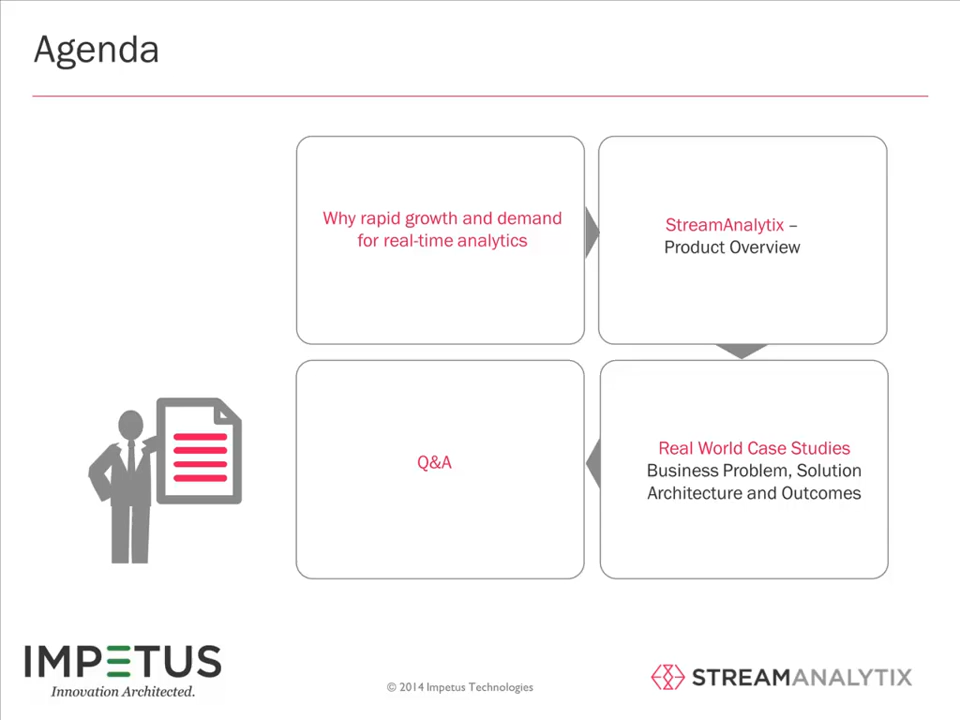 Agenda
Why rapid growth and demand
for real-time analytics
StreamAnalytix –
Product Overview
Real World Case Studies
Business Problem, Solution
Architecture and Outcomes
Q&A
IMPETUS
Innovation Architected.
© 2014 Impetus Technologies
STREAMANALYTIX